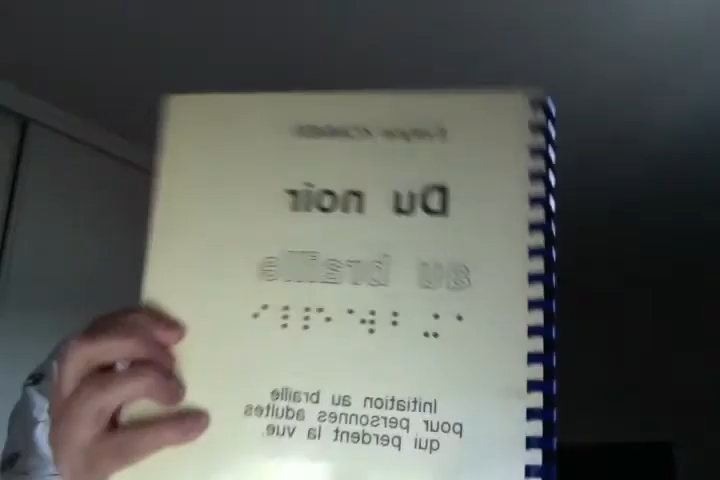 Du noir
au braille
⠁⠥ ⠃⠗⠁⠊⠇⠇⠑
Initiation au braille
pour personnes adultes
qui perdent la vue.